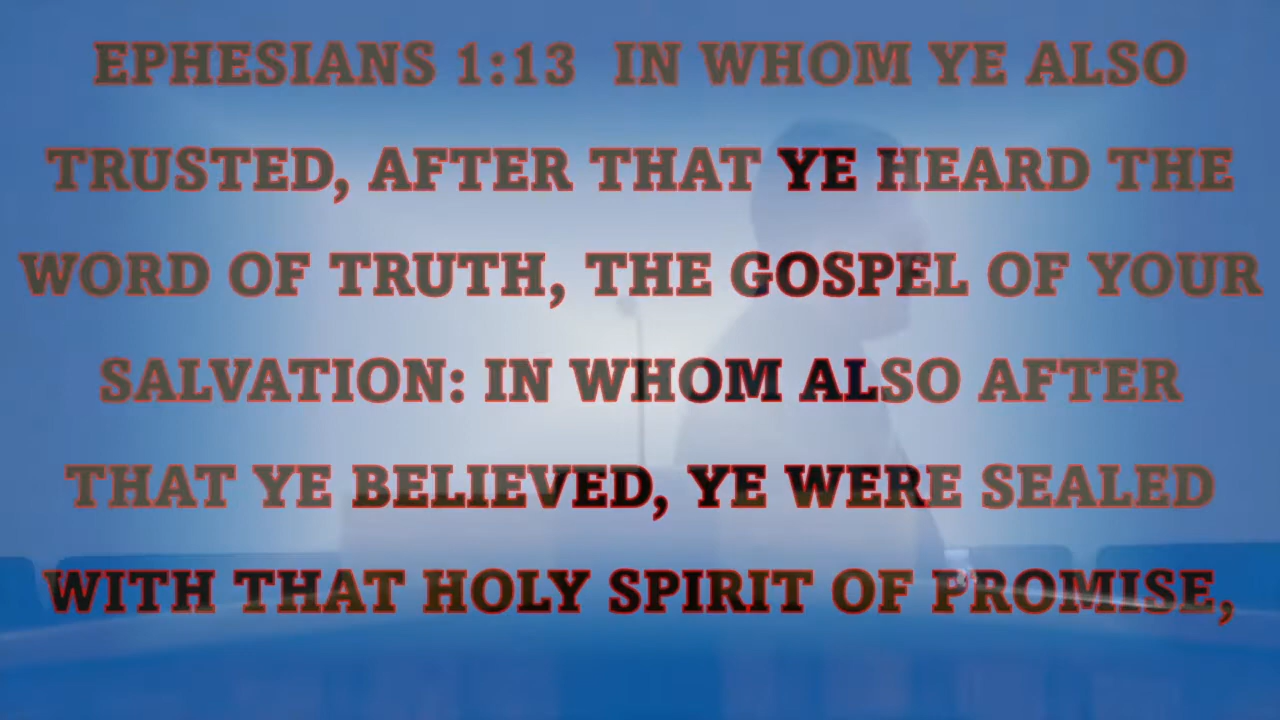 EPHESIANS 1:13 IN WHOM YE ALSO
TRUSTED, AFTER THAT YE HEARD THE
WORD OF TRUTH, THE GOSPEL OF YOUR
SALVATION: IN WHOM ALSO AFTER
THAT YE BELIEVED, YE WERE SEALED
WITH THAT HOLY SPIRIT OF PROMISE,